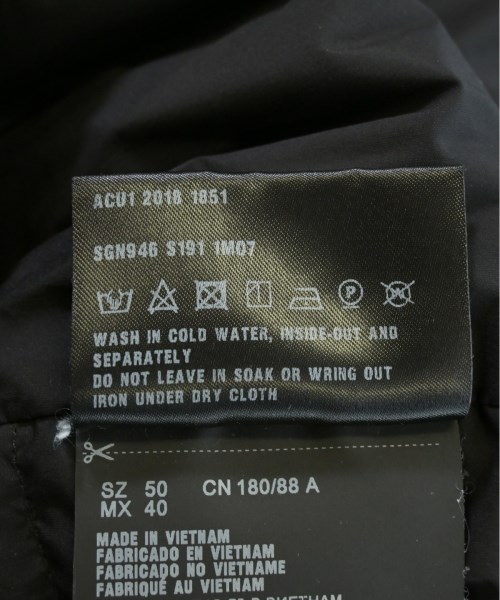 ACU1 2018 1851
SGN946 S191 1M07
P
WASH IN COLD WATER, INSIDE-OUT AND
SEPARATELY
DO NOT LEAVE IN SOAK OR WRING OUT
IRON UNDER DRY CLOTH
SZ 50 CN 180/88 A
MX 40
MADE IN VIETNAM
FABRICADO EN VIETNAM
FABRICADO NO VIETNAME
FABRIQUÉ AU VIETNAM